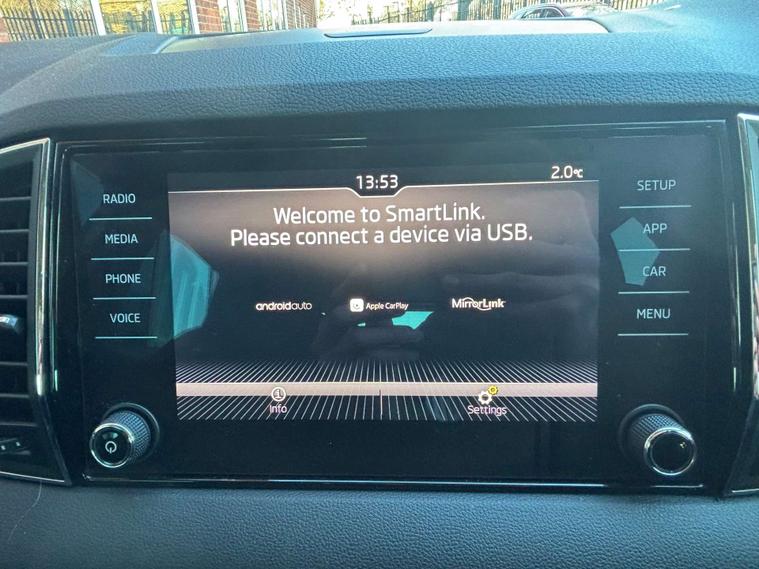 13:53
2.0°C
RADIO
MEDIA
PHONE
VOICE
Welcome to SmartLink.
Please connect a device via USB.
androidauto
Apple CarPlay
MirrorLink
Info
Settings
SETUP
APP
CAR
MENU